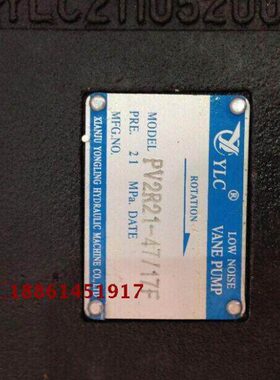 YLC21105200
YLC ®
LOW NOISE
VANE PUMP
ROTATION
MODEL PV2R21-47/17F
PRE. 21 MPa. DATE
MFG.NO.
XIANJU YONGLING HYDRAULIC MACHINE CO.,
18861451917